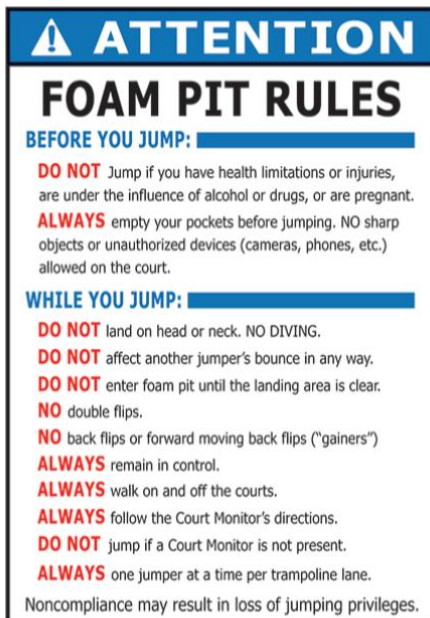 ATTENTION
FOAM PIT RULES
BEFORE YOU JUMP:
DO NOT Jump if you have health limitations or injuries,
are under the influence of alcohol or drugs, or are pregnant.
ALWAYS empty your pockets before jumping. NO sharp
objects or unauthorized devices (cameras, phones, etc.)
allowed on the court.
WHILE YOU JUMP:
DO NOT land on head or neck. NO DIVING.
DO NOT affect another jumper's bounce in any way.
DO NOT enter foam pit until the landing area is clear.
NO double flips.
NO back flips or forward moving back flips ("gainers")
ALWAYS remain in control.
ALWAYS walk on and off the courts.
ALWAYS follow the Court Monitor's directions.
DO NOT jump if a Court Monitor is not present.
ALWAYS one jumper at a time per trampoline lane.
Noncompliance may result in loss of jumping privileges.